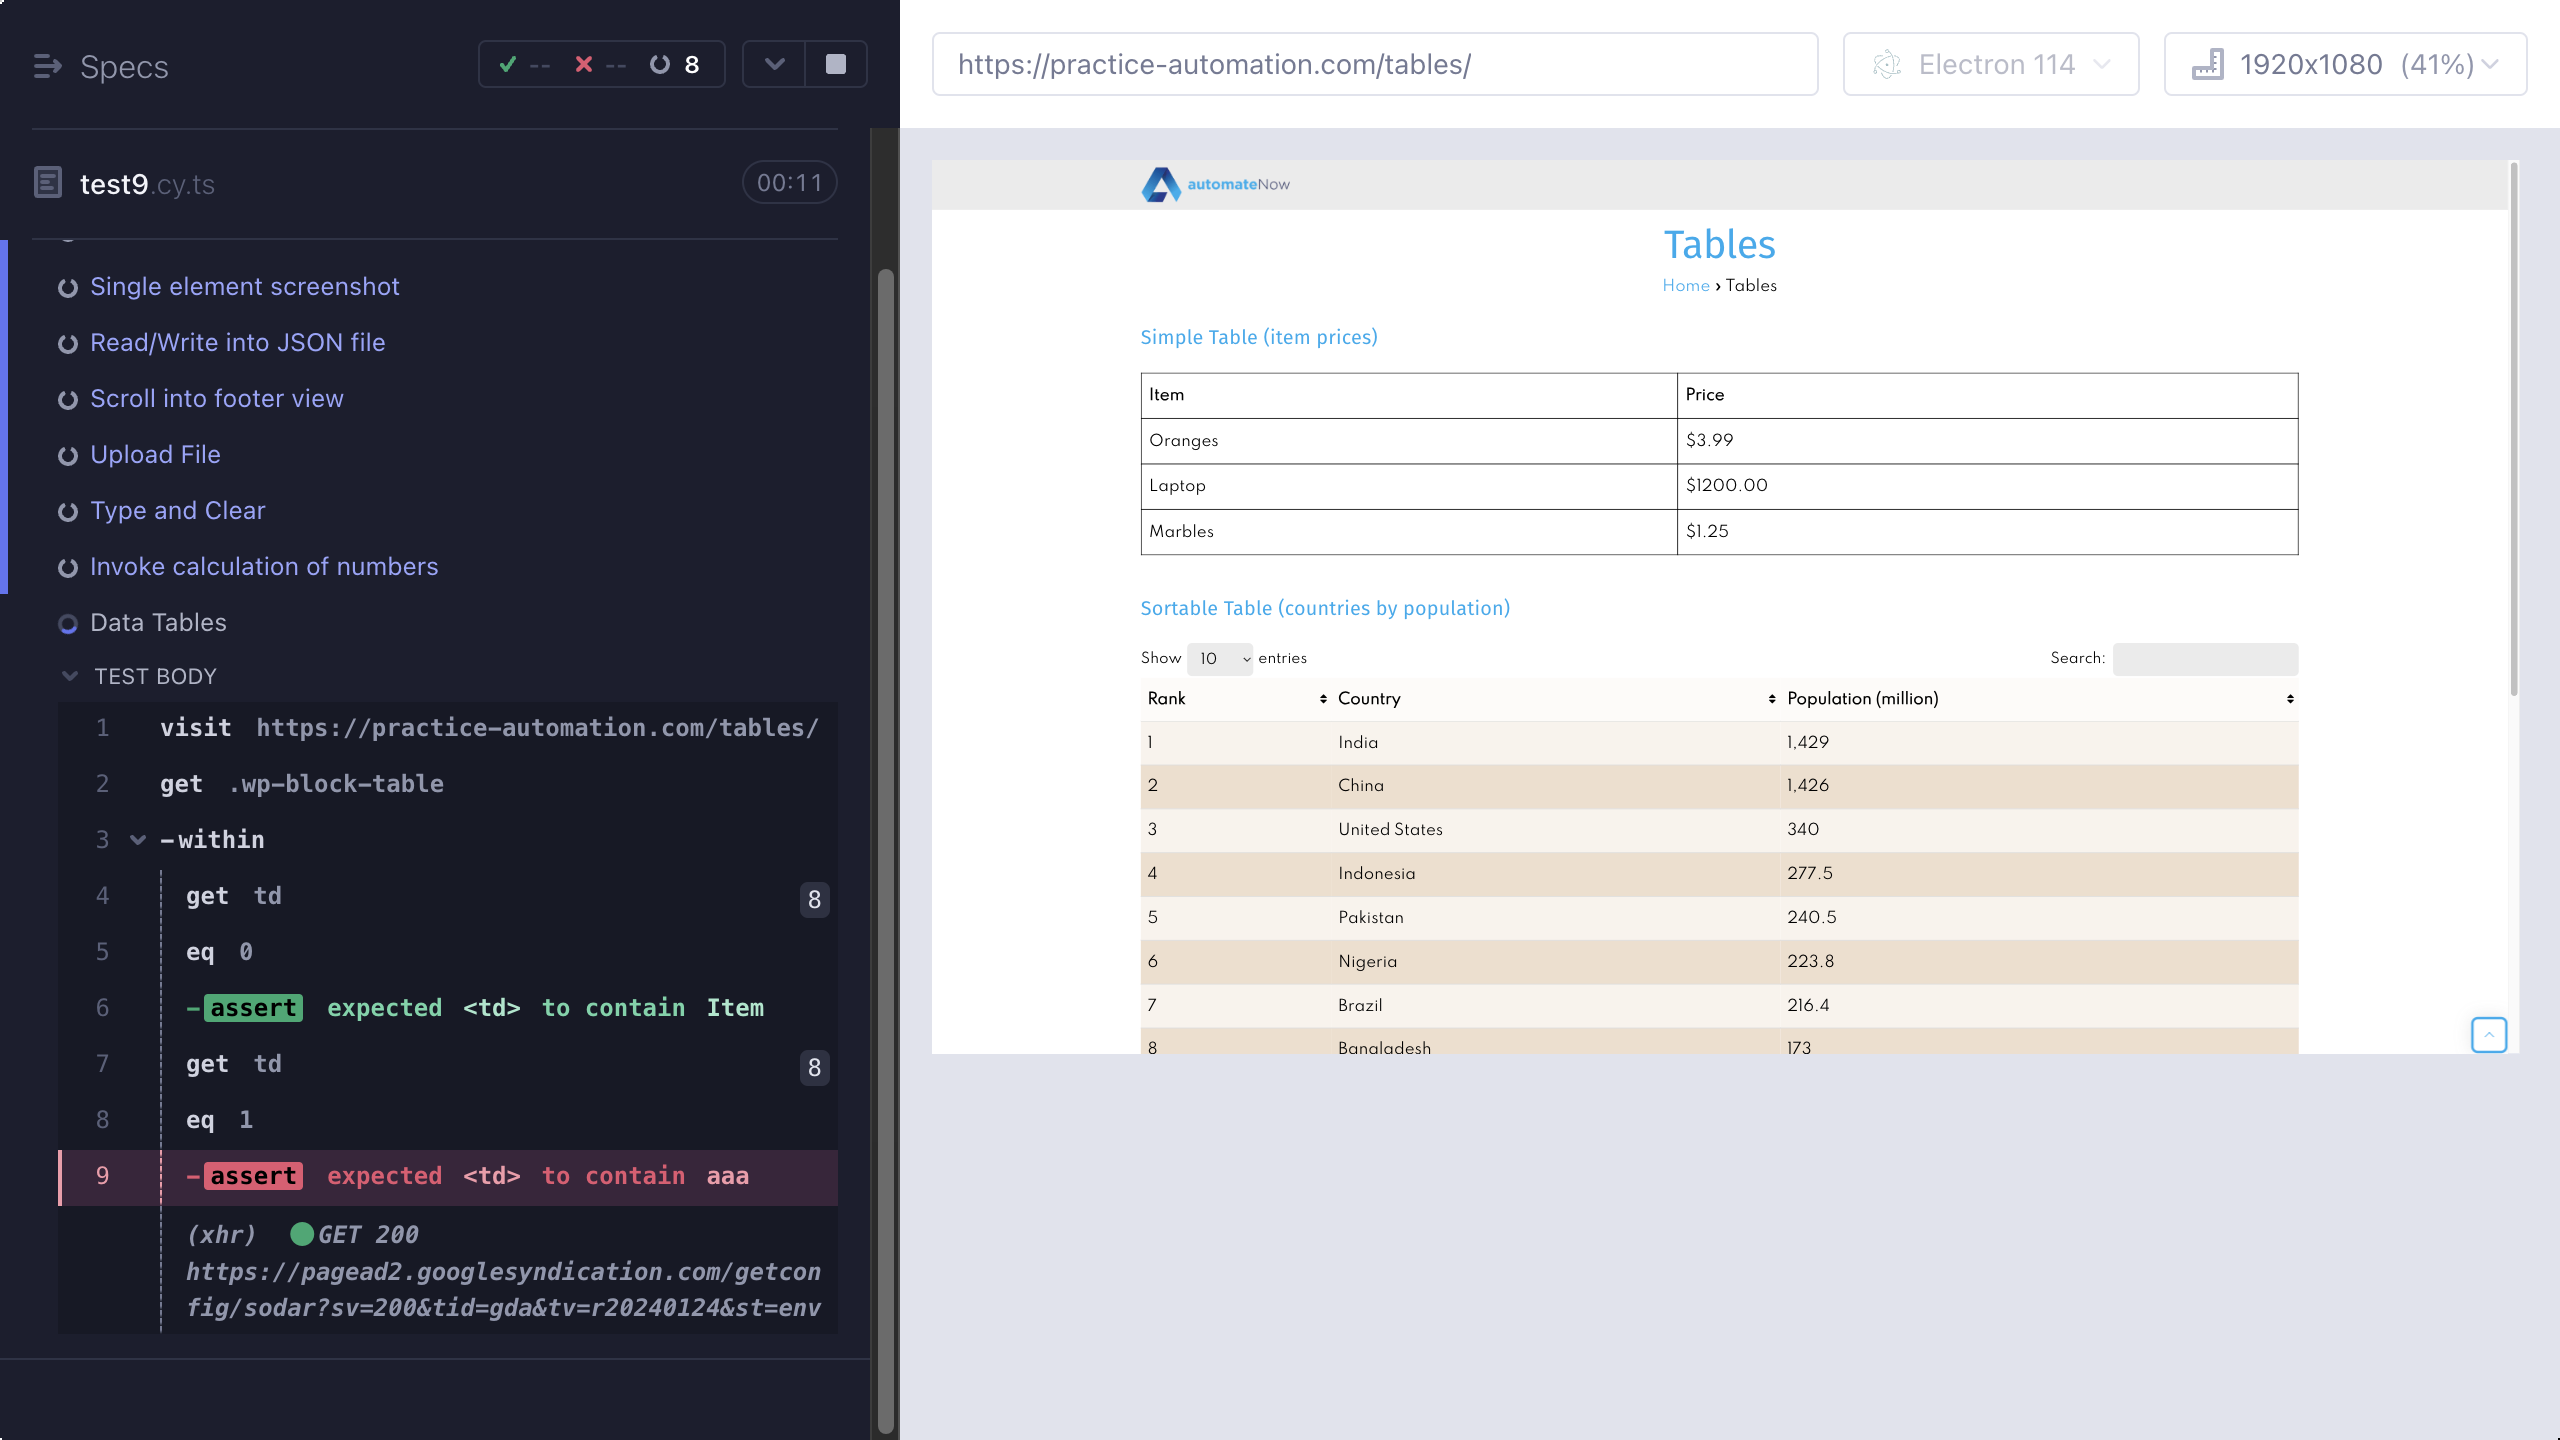 Specs
-- -- 8
test9.cy.ts
00:11
Single element screenshot
Read/Write into JSON file
Scroll into footer view
Upload File
Type and Clear
Invoke calculation of numbers
Data Tables
TEST BODY
1 visit https://practice-automation.com/tables/
2 get .wp-block-table
3 -within
4 get td 8
5 eq 0
6 -assert expected <td> to contain Item
7 get td 8
8 eq 1
9 -assert expected <td> to contain aaa
(xhr) GET 200
https://pagead2.googlesyndication.com/getcon
fig/sodar?sv=200&tid=gda&tv=r20240124&st=env
https://practice-automation.com/tables/
Electron 114
1920x1080 (41%)
automateNow
Tables
Home › Tables
Simple Table (item prices)
Item Price
Oranges $3.99
Laptop $1200.00
Marbles $1.25
Sortable Table (countries by population)
Show 10 entries
Search:
Rank Country Population (million)
1 India 1,429
2 China 1,426
3 United States 340
4 Indonesia 277.5
5 Pakistan 240.5
6 Nigeria 223.8
7 Brazil 216.4
8 Bangladesh 173